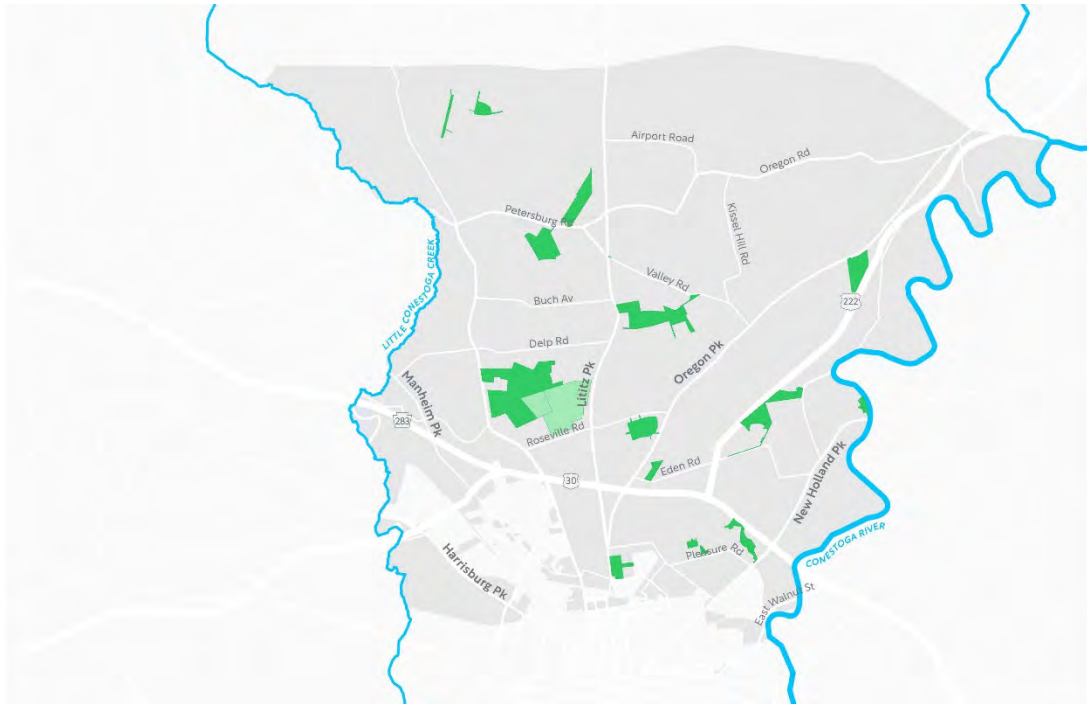 Airport Road
Oregon Rd
Petersburg Rd
Kissel Hill Rd
LITTLE CONESTOGA CREEK
Valley Rd
Buch Av
222
Delp Rd
Oregon Pk
Manheim Pk
Lititz Pk
283
Roseville Rd
Eden Rd
30
New Holland Pk
Harrisburg Pk
Pleasure Rd
CONESTOGA RIVER
East Walnut St